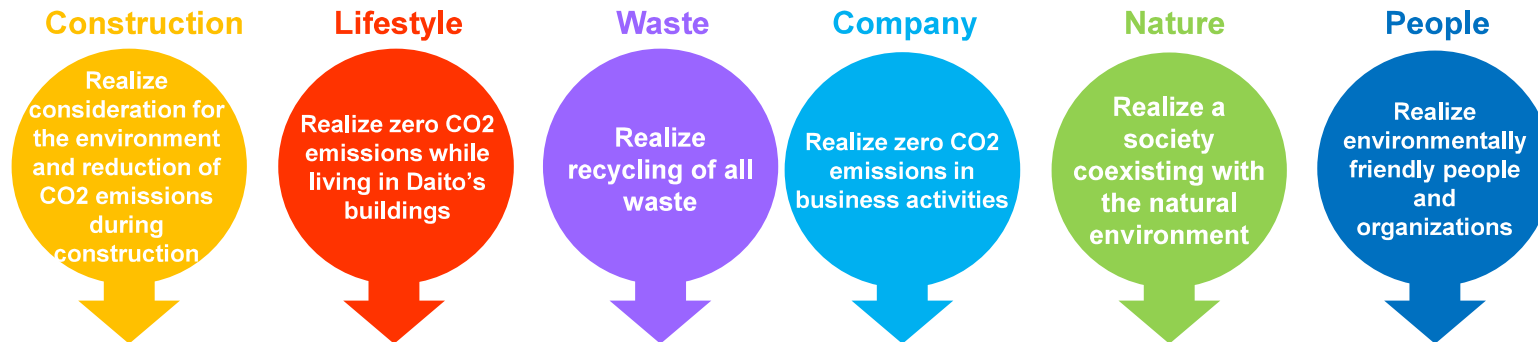 Construction
Realize
consideration for
the environment
and reduction of
CO2 emissions
during
construction
Lifestyle
Realize zero CO2
emissions while
living in Daito's
buildings
Waste
Realize
recycling of all
waste
Company
Realize zero CO2
emissions in
business activities
Nature
Realize a
society
coexisting with
the natural
environment
People
Realize
environmentally
friendly people
and
organizations